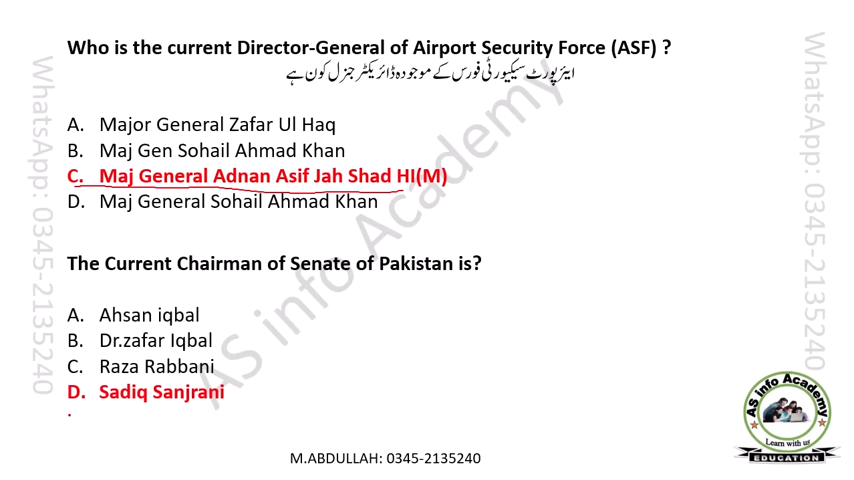 Who is the current Director-General of Airport Security Force (ASF) ?
ایئرپورٹ سیکیورٹی فورس کے موجودہ ڈائریکٹر جنرل کون ہے
A. Major General Zafar Ul Haq
B. Maj Gen Sohail Ahmad Khan
C. Maj General Adnan Asif Jah Shad HI(M)
D. Maj General Sohail Ahmad Khan
The Current Chairman of Senate of Pakistan is?
A. Ahsan iqbal
B. Dr.zafar Iqbal
C. Raza Rabbani
D. Sadiq Sanjrani
.
M.ABDULLAH: 0345-2135240
WhatsApp: 0345-2135240
AS info Academy
WhatsApp: 0345-2135240
AS info Academy
Learn with us
EDUCATION